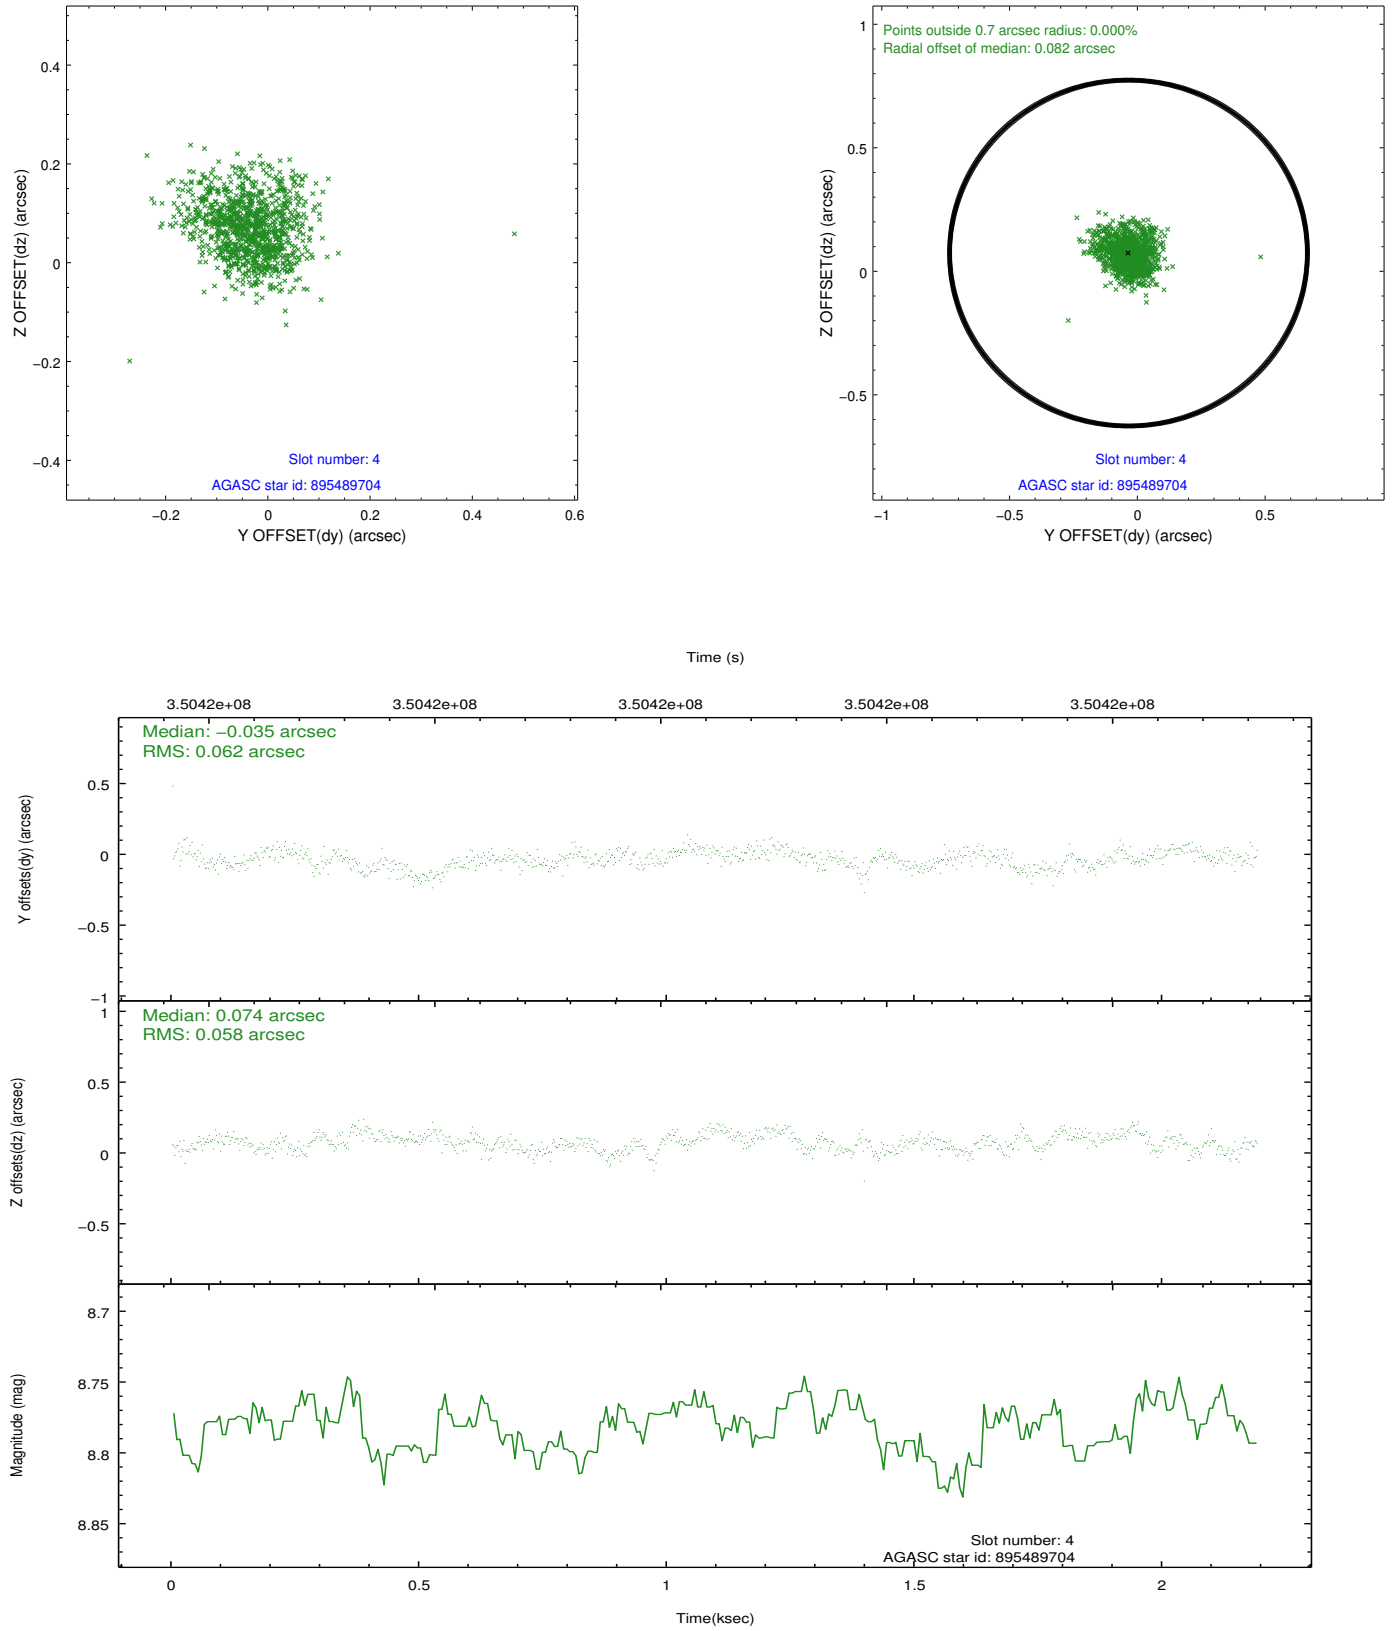 0.4
0.2
0
−0.2
−0.4
Z OFFSET(dz) (arcsec)
Slot number: 4
AGASC star id: 895489704
−0.2 0 0.2 0.4 0.6
Y OFFSET(dy) (arcsec)
Points outside 0.7 arcsec radius: 0.000%
Radial offset of median: 0.082 arcsec
1
0.5
0
−0.5
Z OFFSET(dz) (arcsec)
Slot number: 4
AGASC star id: 895489704
−1 −0.5 0 0.5
Y OFFSET(dy) (arcsec)
Time (s)
3.5042e+08 3.5042e+08 3.5042e+08 3.5042e+08 3.5042e+08
Median: −0.035 arcsec
RMS: 0.062 arcsec
0.5
0
−0.5
−1
Y offsets(dy) (arcsec)
Median: 0.074 arcsec
RMS: 0.058 arcsec
1
0.5
0
−0.5
Z offsets(dz) (arcsec)
8.7
8.75
8.8
8.85
Magnitude (mag)
Slot number: 4
AGASC star id: 895489704
0 0.5 1 1.5 2
Time(ksec)